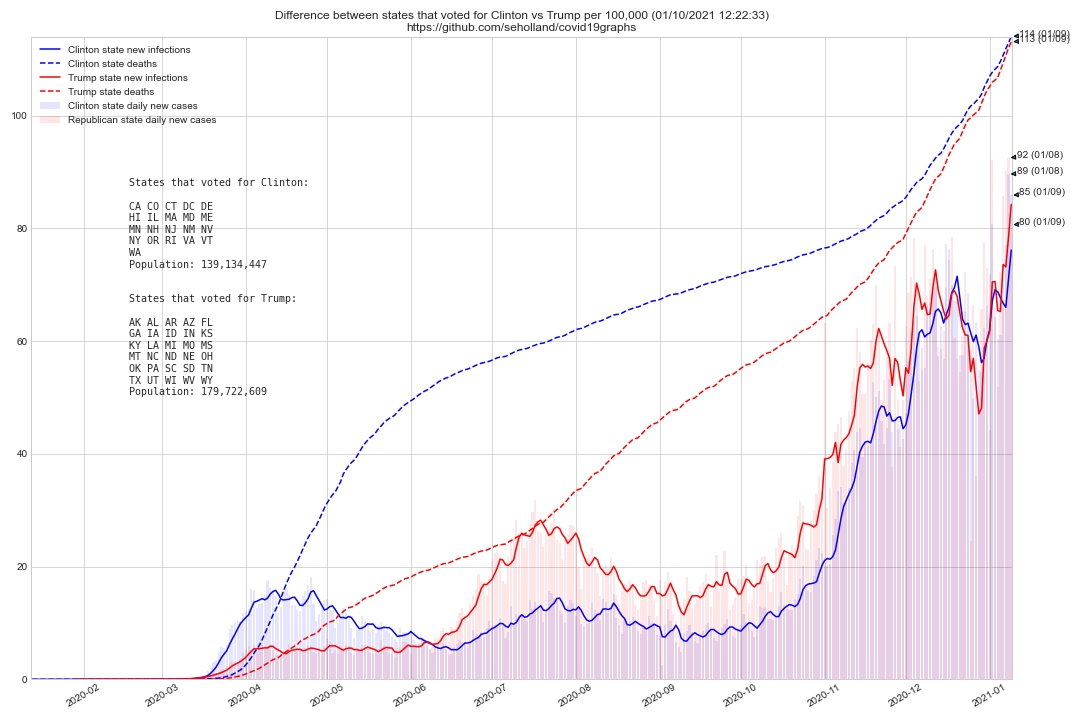 Difference between states that voted for Clinton vs Trump per 100,000 (01/10/2021 12:22:33)
https://github.com/seholland/covid19graphs
Clinton state new infections
Clinton state deaths
Trump state new infections
Trump state deaths
Clinton state daily new cases
Republican state daily new cases
States that voted for Clinton:
CA CO CT DC DE
HI IL MA MD ME
MN NH NJ NM NV
NY OR RI VA VT
WA
Population: 139,134,447
States that voted for Trump:
AK AL AR AZ FL
GA IA ID IN KS
KY LA MI MO MS
MT NC ND NE OH
OK PA SC SD TN
TX UT WI WV WY
Population: 179,722,609
114 (01/09)
113 (01/09)
92 (01/08)
89 (01/08)
85 (01/09)
80 (01/09)
100
80
60
40
20
0
2020-02
2020-03
2020-04
2020-05
2020-06
2020-07
2020-08
2020-09
2020-10
2020-11
2020-12
2021-01